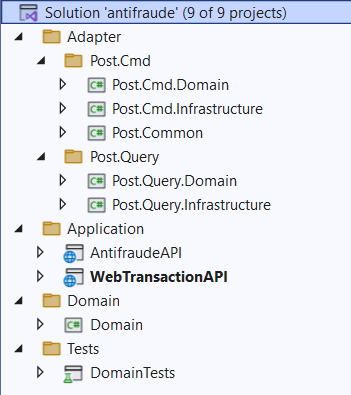 Solution 'antifraude' (9 of 9 projects)
Adapter
Post.Cmd
C# Post.Cmd.Domain
C# Post.Cmd.Infrastructure
C# Post.Common
Post.Query
C# Post.Query.Domain
C# Post.Query.Infrastructure
Application
AntifraudeAPI
WebTransactionAPI
Domain
C# Domain
Tests
DomainTests